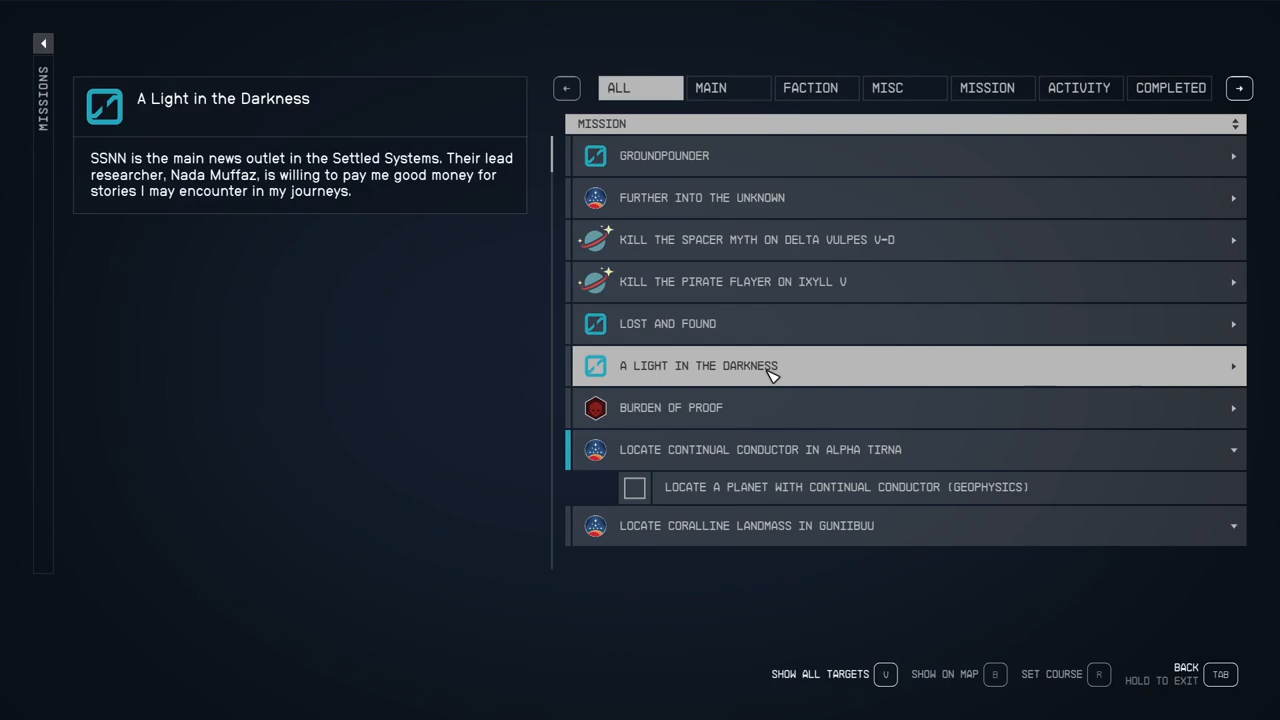 MISSIONS
A Light in the Darkness
SSNN is the main news outlet in the Settled Systems. Their lead
researcher, Nada Muffaz, is willing to pay me good money for
stories I may encounter in my journeys.
ALL MAIN FACTION MISC MISSION ACTIVITY COMPLETED
MISSION
GROUNDPOUNDER
FURTHER INTO THE UNKNOWN
KILL THE SPACER MYTH ON DELTA VULPES V-D
KILL THE PIRATE FLAYER ON IXYLL V
LOST AND FOUND
A LIGHT IN THE DARKNESS
BURDEN OF PROOF
LOCATE CONTINUAL CONDUCTOR IN ALPHA TIRNA
LOCATE A PLANET WITH CONTINUAL CONDUCTOR (GEOPHYSICS)
LOCATE CORALLINE LANDMASS IN GUNIIBUU
SHOW ALL TARGETS V SHOW ON MAP B SET COURSE R BACK TAB
HOLD TO EXIT